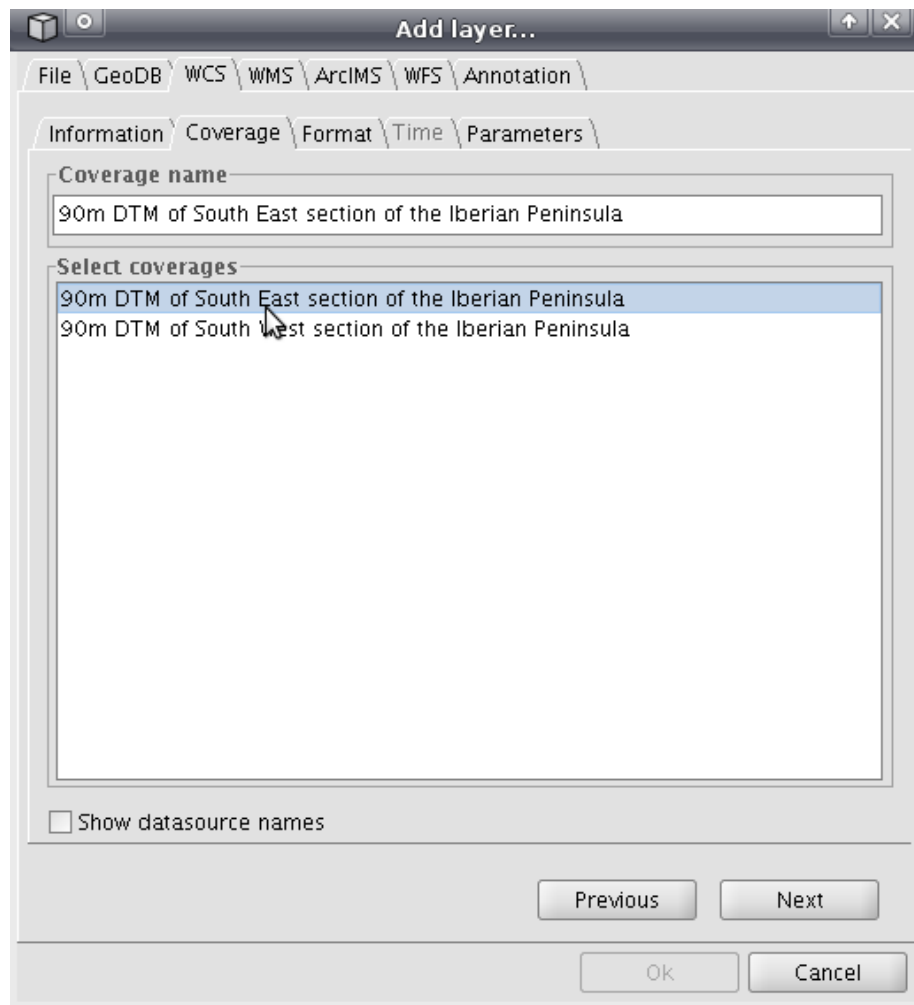 Add layer...
File GeoDB WCS WMS ArcIMS WFS Annotation
Information Coverage Format Time Parameters
Coverage name
90m DTM of South East section of the Iberian Peninsula
Select coverages
90m DTM of South East section of the Iberian Peninsula
90m DTM of South West section of the Iberian Peninsula
Show datasource names
Previous Next
Ok Cancel